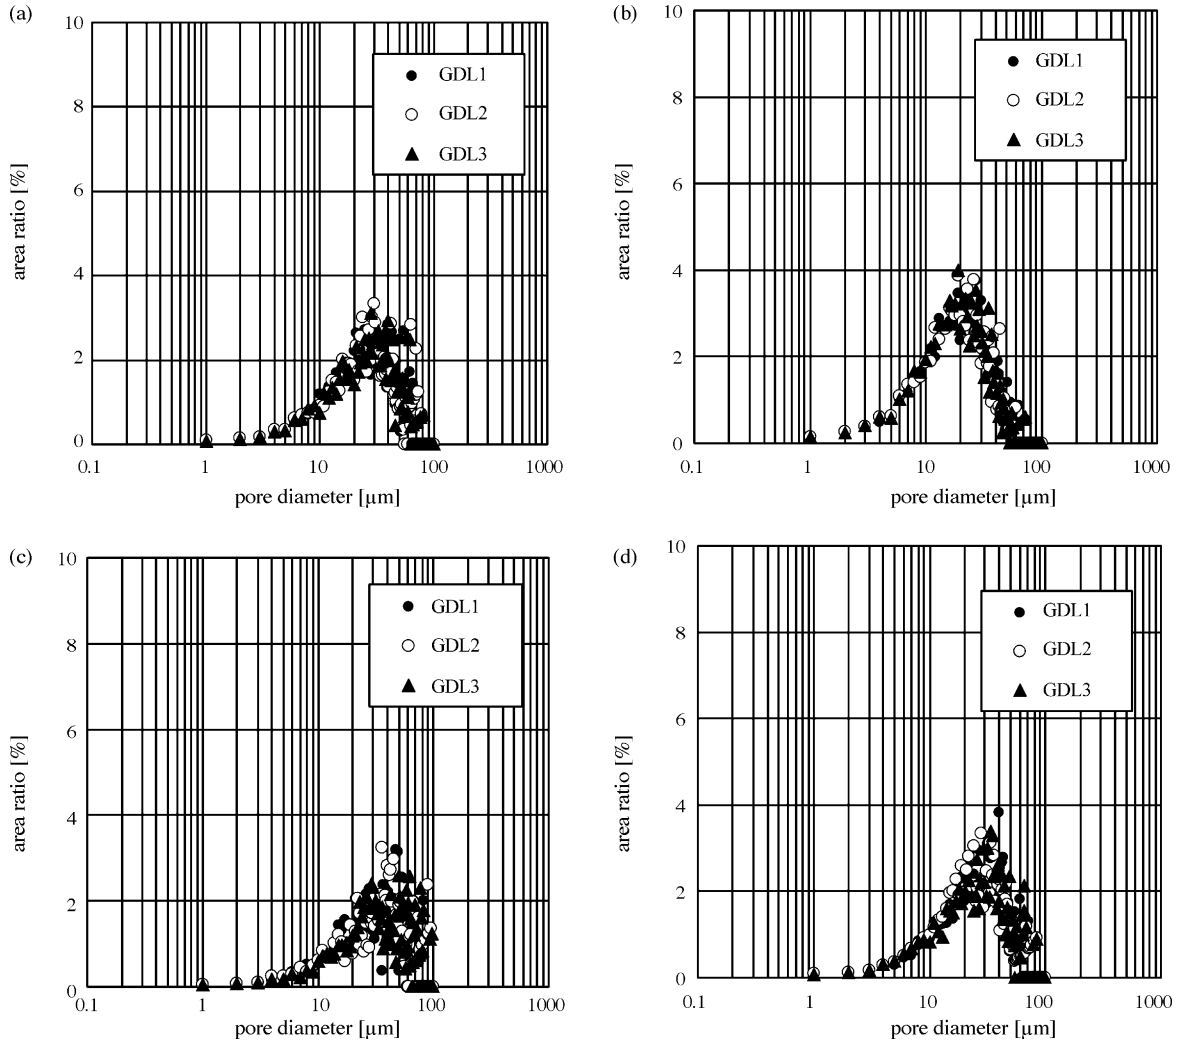 (a)
10
8
6
4
2
0
area ratio [%]
GDL1
GDL2
GDL3
0.1 1 10 100 1000
pore diameter [µm]
(b)
10
8
6
4
2
0
area ratio [%]
GDL1
GDL2
GDL3
0.1 1 10 100 1000
pore diameter [µm]
(c)
10
8
6
4
2
0
area ratio [%]
GDL1
GDL2
GDL3
0.1 1 10 100 1000
pore diameter [µm]
(d)
10
8
6
4
2
0
area ratio [%]
GDL1
GDL2
GDL3
0.1 1 10 100 1000
pore diameter [µm]